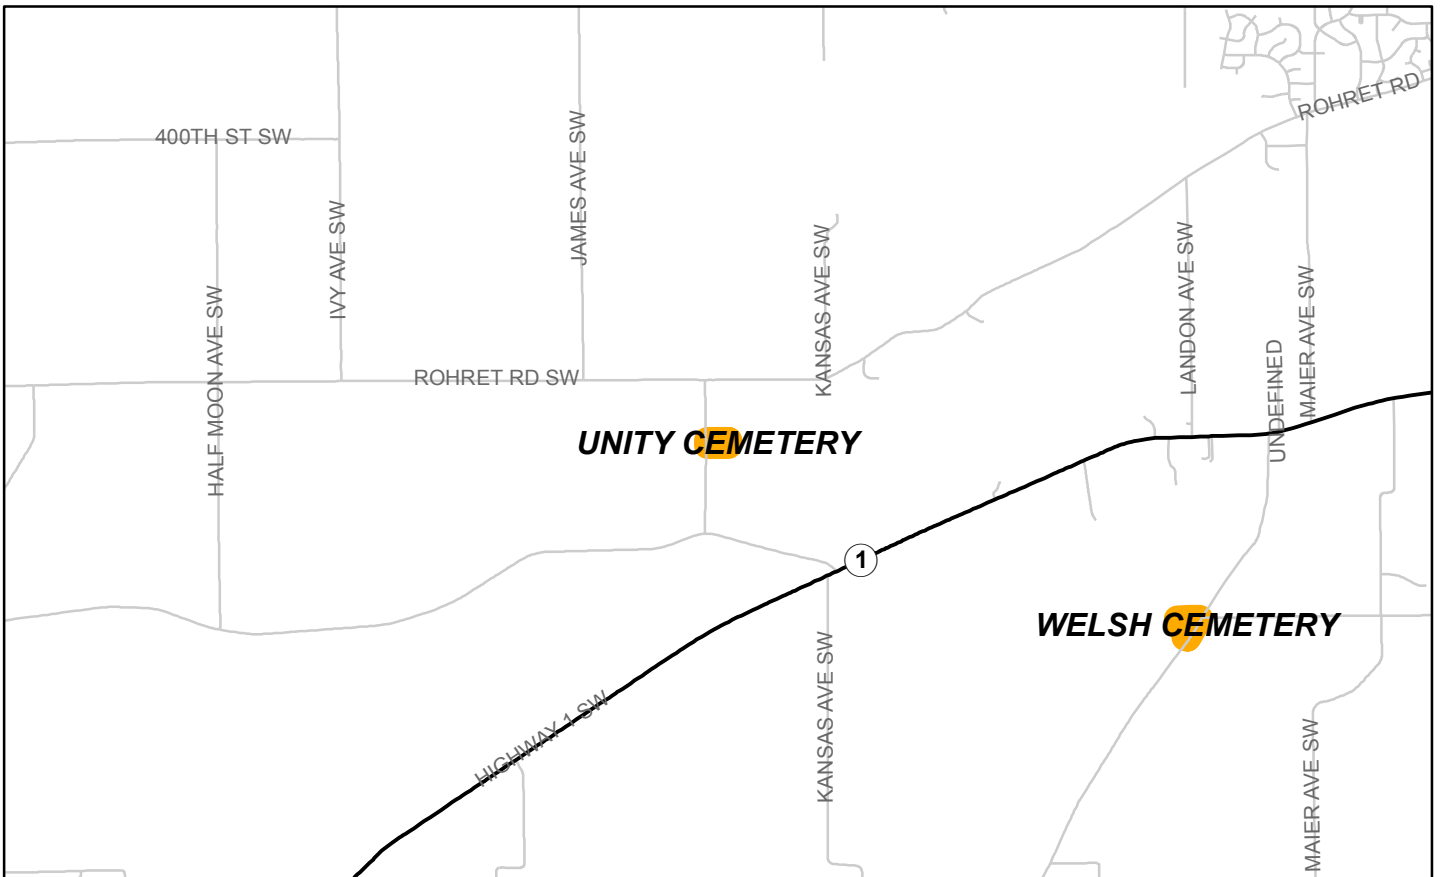 ROHRET RD
400TH ST SW
JAMES AVE SW
IVY AVE SW
KANSAS AVE SW
LANDON AVE SW
MAIER AVE SW
HALF MOON AVE SW
UNDEFINED
ROHRET RD SW
UNITY CEMETERY
1
WELSH CEMETERY
KANSAS AVE SW
HIGHWAY 1 SW
MAIER AVE SW